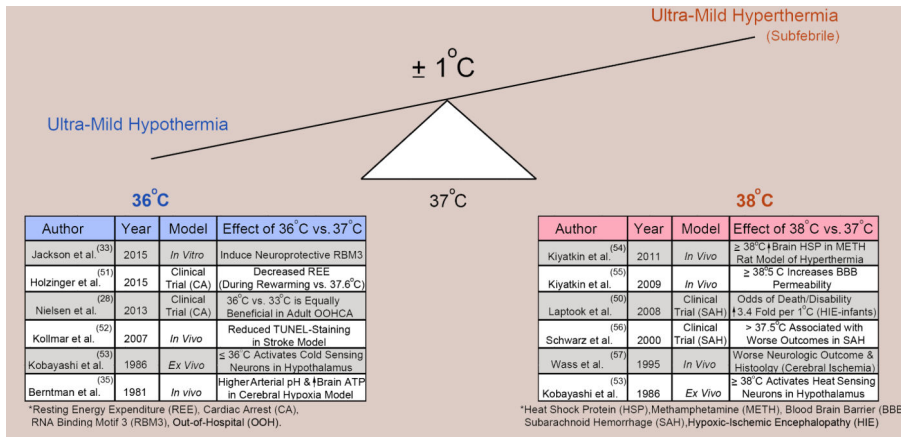 Ultra-Mild Hyperthermia
(Subfebrile)
± 1°C
Ultra-Mild Hypothermia
36°C
37°C
38°C
Author Year Model Effect of 36°C vs. 37°C
Jackson et al.(33) 2015 In Vitro Induce Neuroprotective RBM3
Holzinger et al.(51) 2015 Clinical Trial (CA) Decreased REE
(During Rewarming vs. 37.6°C)
Nielsen et al.(28) 2013 Clinical Trial (CA) 36°C vs. 33°C is Equally
Beneficial in Adult OOHCA
Kollmar et al.(52) 2007 In Vivo Reduced TUNEL-Staining
in Stroke Model
Kobayashi et al.(53) 1986 Ex Vivo ≤ 36°C Activates Cold Sensing
Neurons in Hypothalamus
Berntman et al.(35) 1981 In vivo Higher Arterial pH & ⬆Brain ATP
in Cerebral Hypoxia Model
*Resting Energy Expenditure (REE), Cardiac Arrest (CA),
RNA Binding Motif 3 (RBM3), Out-of-Hospital (OOH).
Author Year Model Effect of 38°C vs. 37°C
Kiyatkin et al.(54) 2011 In Vivo ≥ 38°C⬆Brain HSP in METH
Rat Model of Hyperthermia
Kiyatkin et al.(55) 2009 In Vivo ≥ 38°5 C Increases BBB
Permeability
Laptook et al.(50) 2008 Clinical Trial (SAH) Odds of Death/Disability
⬆3.4 Fold per 1°C (HIE-infants)
Schwarz et al.(56) 2000 Clinical Trial (SAH) > 37.5°C Associated with
Worse Outcomes in SAH
Wass et al.(57) 1995 In Vivo Worse Neurologic Outcome &
Histoolgy (Cerebral Ischemia)
Kobayashi et al.(53) 1986 Ex Vivo ≥ 38°C Activates Heat Sensing
Neurons in Hypothalamus
*Heat Shock Protein (HSP),Methamphetamine (METH), Blood Brain Barrier (BBB
Subarachnoid Hemorrhage (SAH),Hypoxic-Ischemic Encephalopathy (HIE)